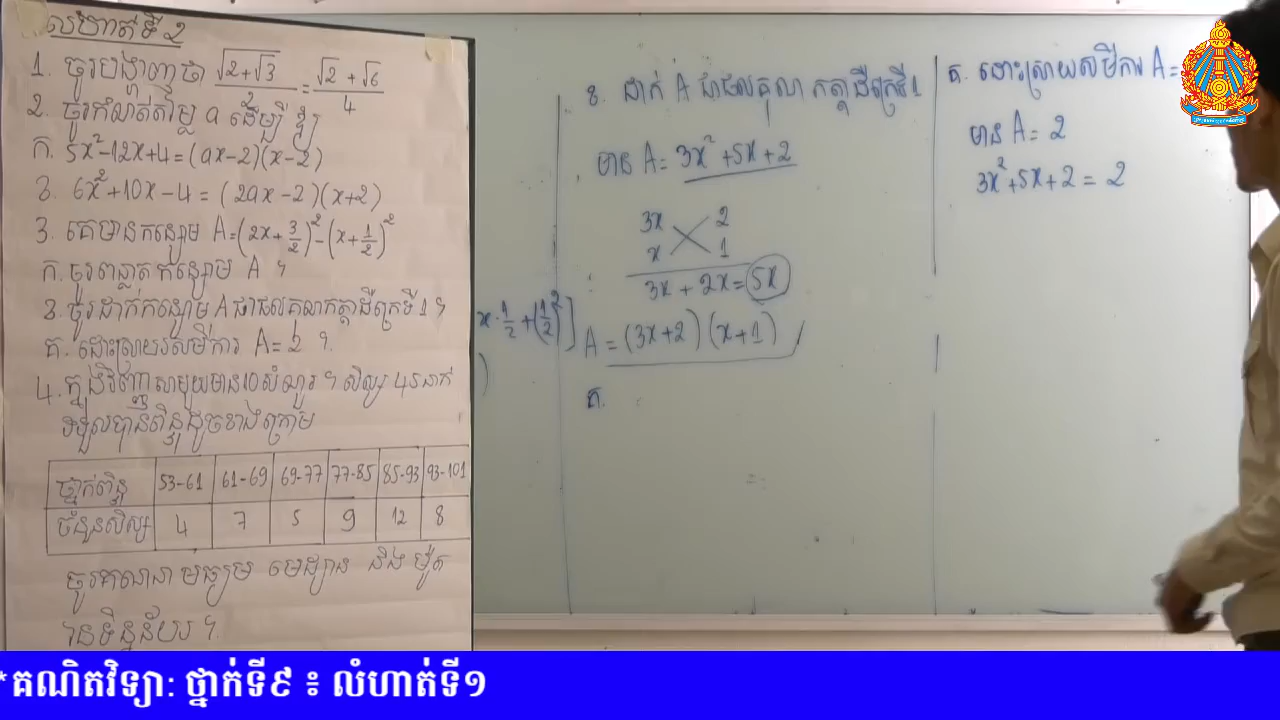 លំហាត់ទី 2
1. ចូរបង្ហាញថា √(2+√3)/2 = (√2+√6)/4
2. ចូរកំណត់តម្លៃ a ដើម្បីឱ្យ
ក. 5x²-12x+4=(ax-2)(x-2)
ខ. 6x²+10x-4=(2ax-2)(x+2)
3. គេមានកន្សោម A=(2x+3/2)²-(x+1/2)²
ក. ចូរពន្លាតកន្សោម A ។
ខ. ចូរដាក់កន្សោម A ជាផលគុណកត្តាដឺក្រេទី 1 ។
គ. ដោះស្រាយសមីការ A=2 ។
4. ក្នុងវិញ្ញាសាមួយមាន 10 សំណួរ ។ សិស្ស 45 នាក់
ទទួលបានពិន្ទុដូចខាងក្រោម
ថ្នាក់ពិន្ទុ 53-61 61-69 69-77 77-85 85-93 93-101
ចំនួនសិស្ស 4 7 5 9 12 8
ចូរគណនា មធ្យម មេដ្យាន និង ម៉ូត
នៃទិន្នន័យ ។
x·1/2+(1/2)²]
)
ខ. ដាក់ A ជាផលគុណ កត្តាដឺក្រេទី 1
មាន A= 3x²+5x+2
3x 2
x 1
3x + 2x = 5x
A = (3x+2)(x+1)
គ.
គ. ដោះស្រាយសមីការ A=
មាន A = 2
3x²+5x+2 = 2
*គណិតវិទ្យា: ថ្នាក់ទី៩ ៖ លំហាត់ទី១